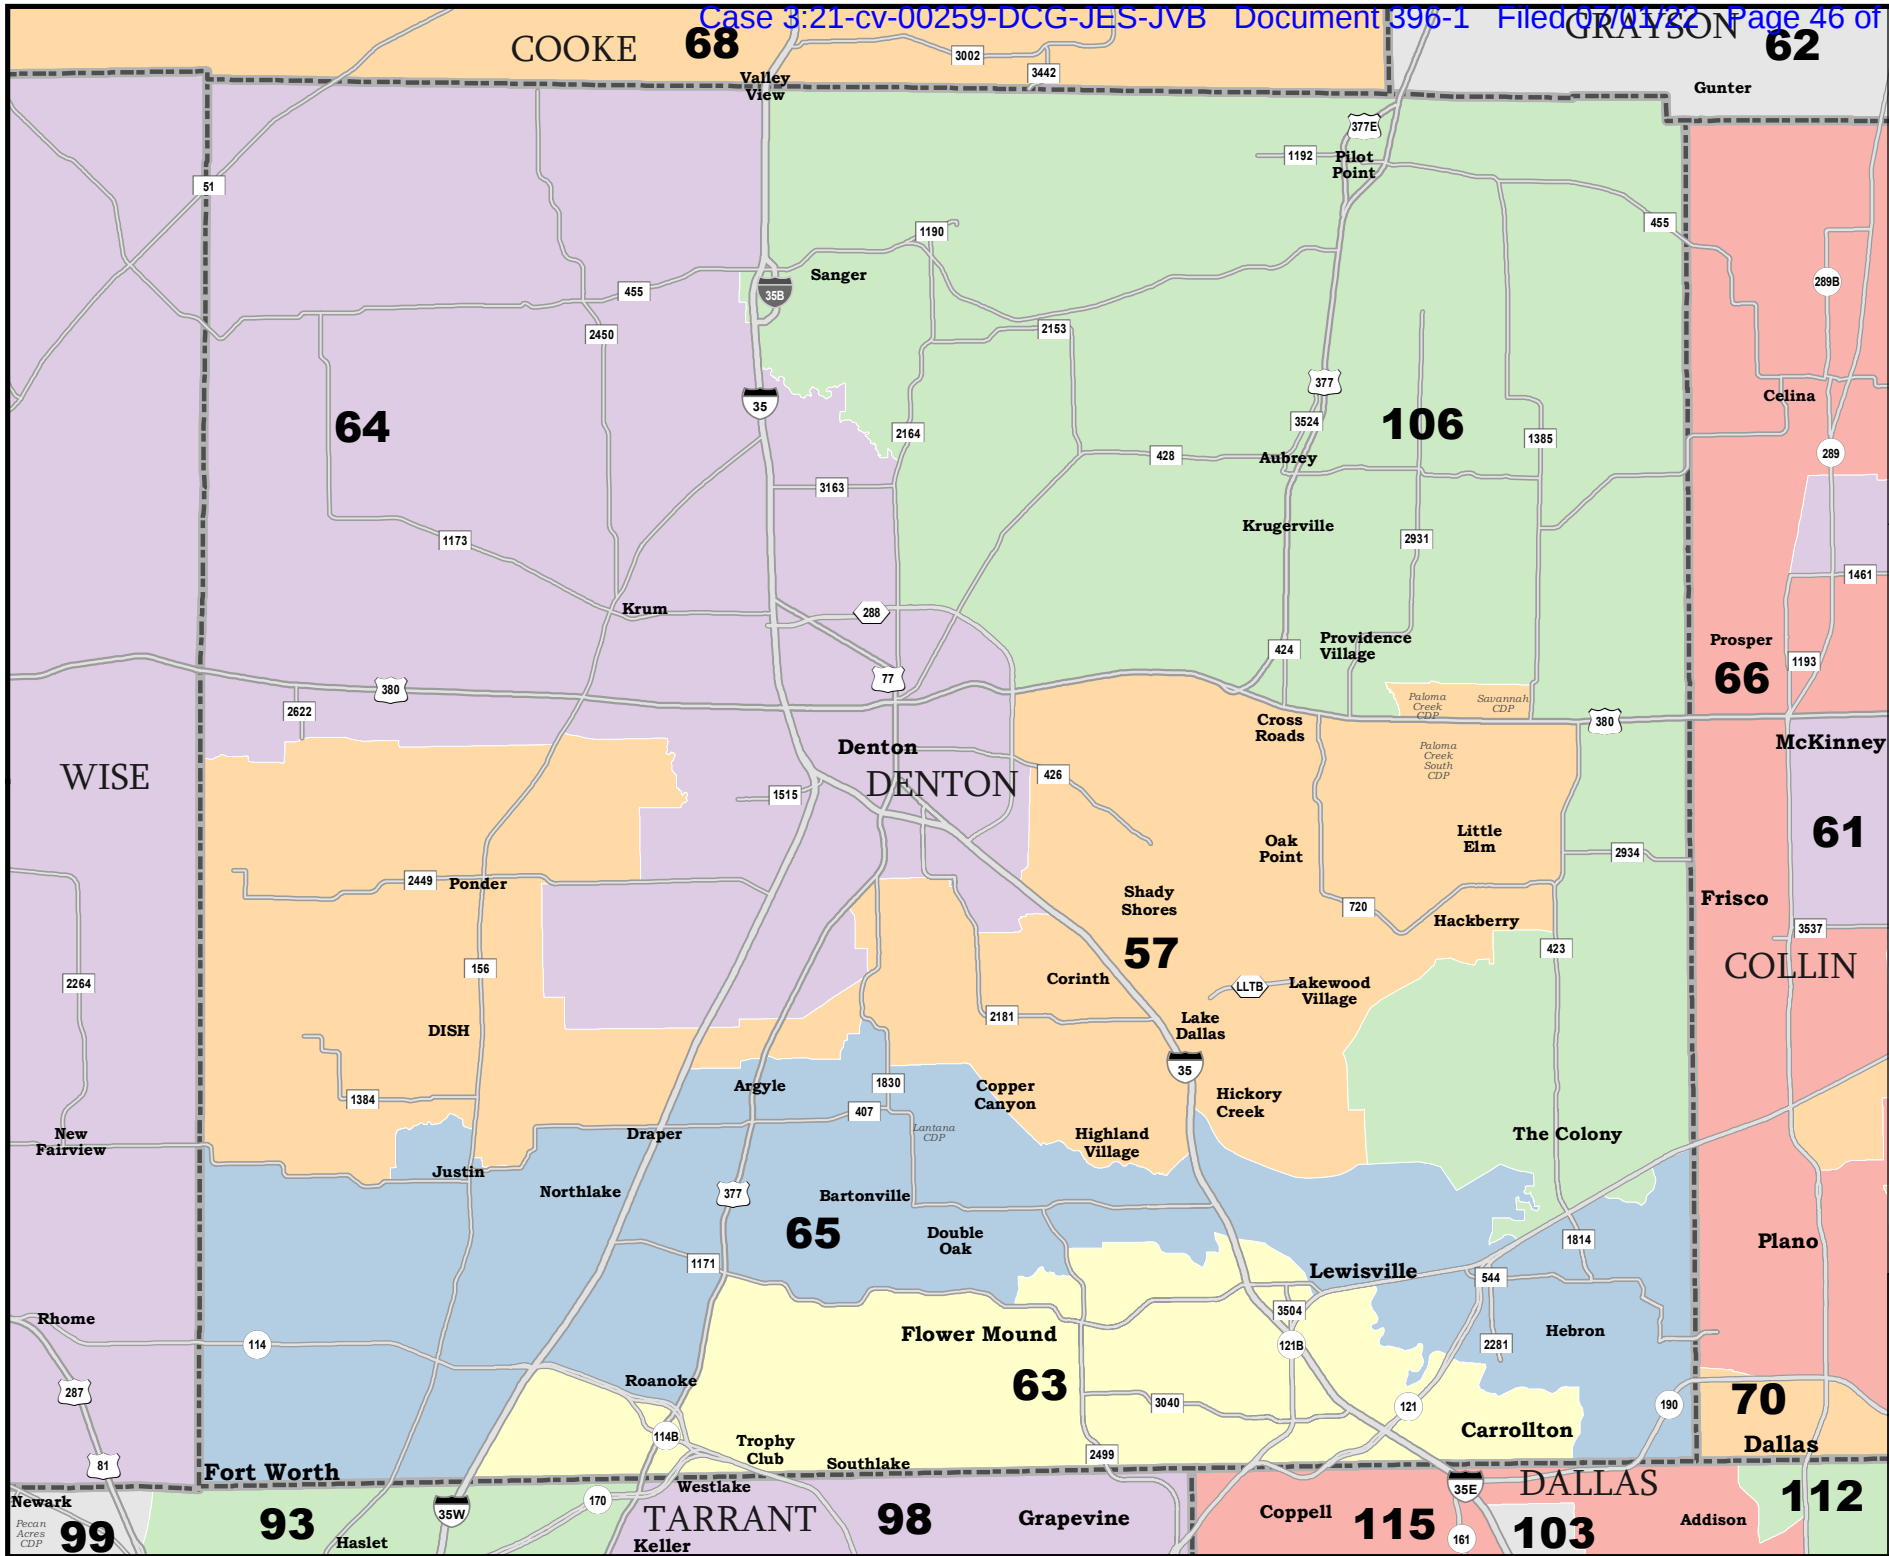 Case 3:21-cv-00259-DCG-JES-JVB Document 396-1 Filed 07/01/22 Page 46 of
COOKE
68
GRAYSON
62
3002
3442
Valley
View
Gunter
377E
1192
Pilot
Point
51
455
1190
Sanger
35B
289B
455
2450
2153
377
Celina
35
3524
64
106
2164
1385
428
Aubrey
289
3163
Krugerville
1173
2931
1461
Krum
288
Providence
Village
424
Prosper
1193
66
77
380
2622
Paloma
Creek
CDP
Savannah
CDP
Cross
Roads
380
Denton
Paloma
Creek
South
CDP
McKinney
WISE
DENTON
426
1515
61
Little
Elm
Oak
Point
2934
2449
Ponder
Shady
Shores
Frisco
720
Hackberry
3537
57
423
156
COLLIN
2264
Corinth
LLTB
Lakewood
Village
2181
Lake
Dallas
DISH
35
Argyle
1830
Copper
Canyon
1384
Hickory
Creek
407
Lantana
CDP
New
Fairview
Draper
Highland
Village
The Colony
Justin
Northlake
377
Bartonville
65
Double
Oak
1814
Plano
1171
Lewisville
544
3504
Rhome
Flower Mound
Hebron
114
121B
2281
287
Roanoke
63
70
3040
121
190
114B
Carrollton
Trophy
Club
Dallas
2499
81
Fort Worth
Southlake
Westlake
35E
DALLAS
Newark
170
112
35W
TARRANT
98
Grapevine
Coppell
115
103
Addison
Pecan
Acres
CDP
99
93
161
Haslet
Keller